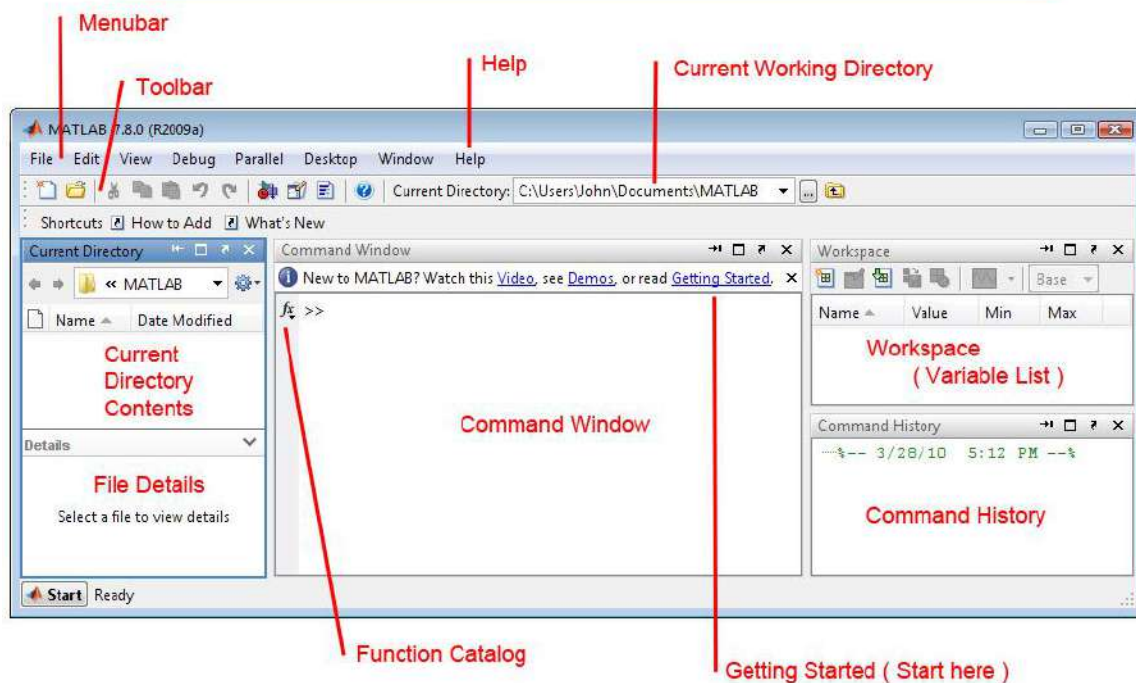 Menubar
Help
Current Working Directory
Toolbar
MATLAB 7.8.0 (R2009a)
File Edit View Debug Parallel Desktop Window Help
Current Directory: C:\Users\John\Documents\MATLAB
Shortcuts How to Add What's New
Current Directory
« MATLAB
Name Date Modified
Current
Directory
Contents
Details
File Details
Select a file to view details
Command Window
New to MATLAB? Watch this Video, see Demos, or read Getting Started.
fx >>
Command Window
Workspace
Base
Name Value Min Max
Workspace
( Variable List )
Command History
%-- 3/28/10 5:12 PM --%
Command History
Start Ready
Function Catalog
Getting Started ( Start here )